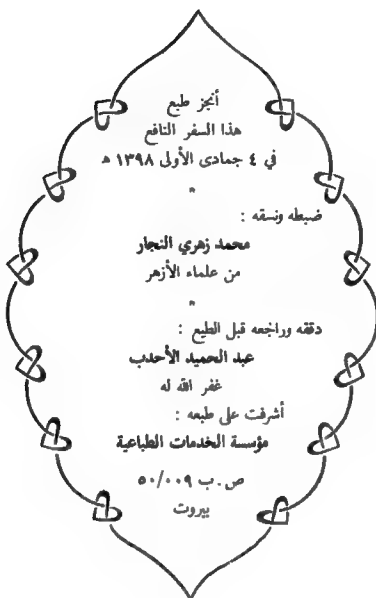 أنجز طبع
هذا السفر النافع
في ٤ جمادى الأولى ١٣٩٨ ه
*
ضبطه ونسقه :
محمد زهري النجار
من علماء الأزهر
*
دققه وراجعه قبل الطبع :
عبد الحميد الأحدب
غفر الله له
أشرفت على طبعه :
مؤسسة الخدمات الطباعية
ص . ب ٥٠/٠٠٩
بيروت